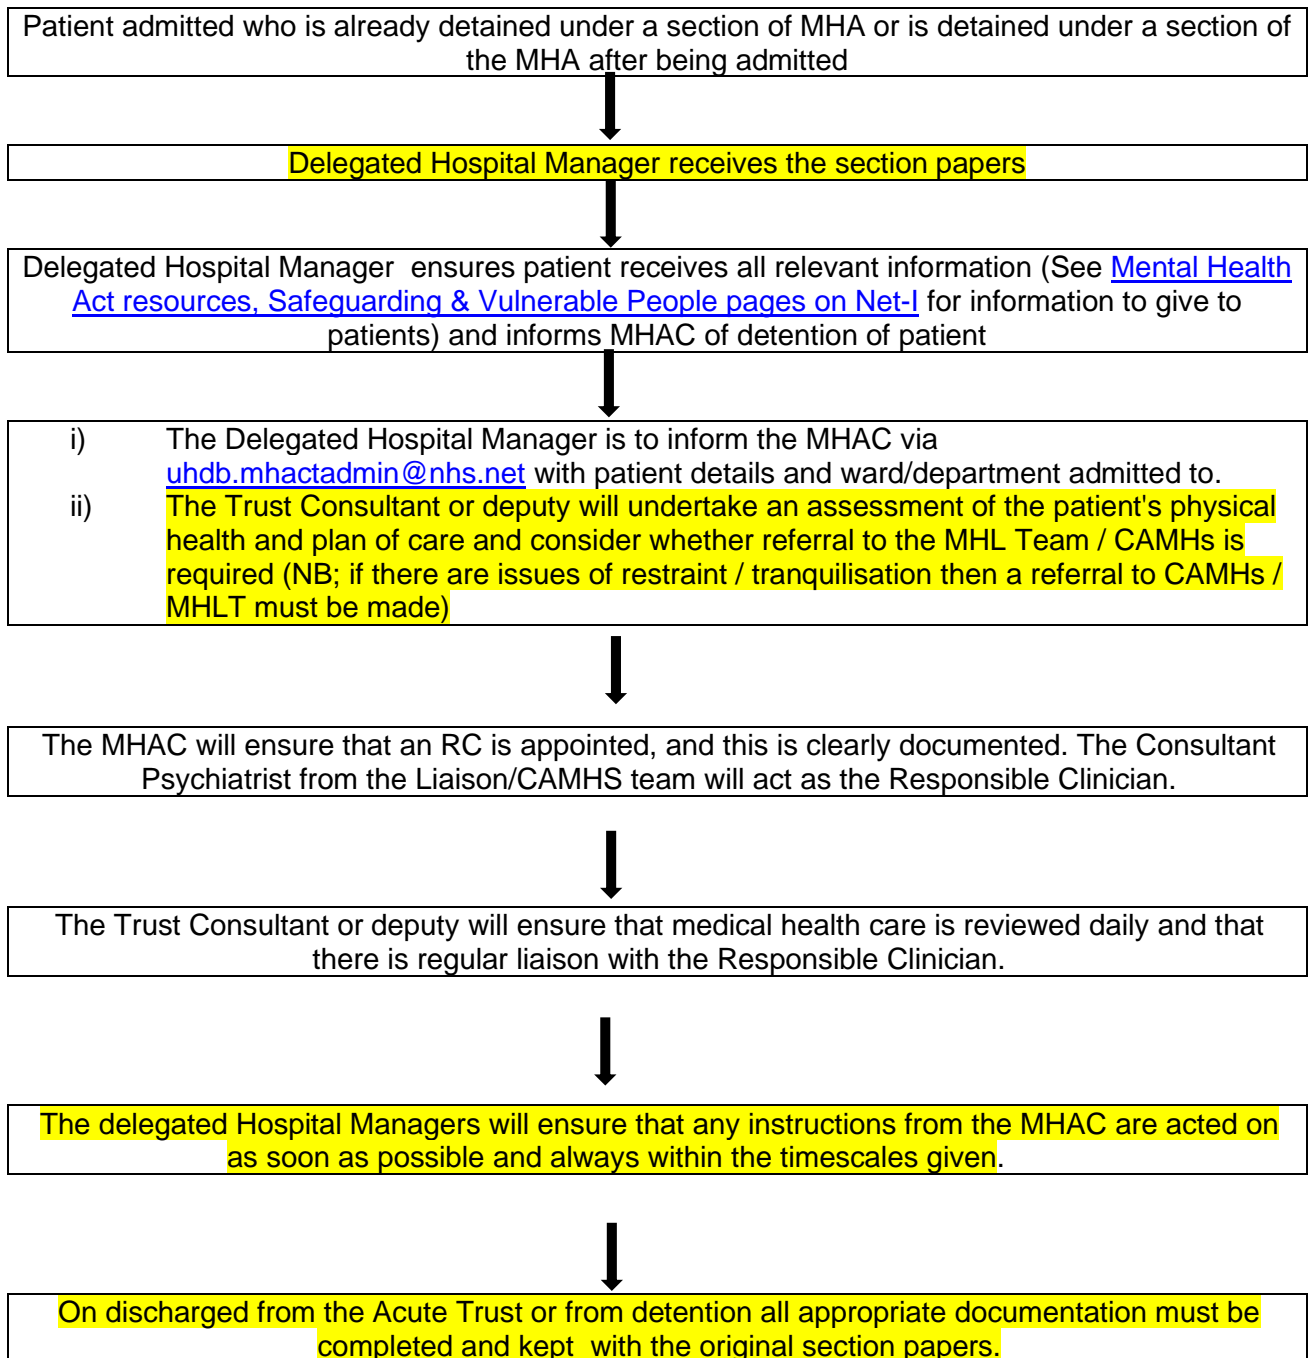 Patient admitted who is already detained under a section of MHA or is detained under a section of
the MHA after being admitted
Delegated Hospital Manager receives the section papers
Delegated Hospital Manager  ensures patient receives all relevant information (See Mental Health
Act resources, Safeguarding & Vulnerable People pages on Net-I for information to give to
patients) and informs MHAC of detention of patient
i) The Delegated Hospital Manager is to inform the MHAC via
uhdb.mhactadmin@nhs.net with patient details and ward/department admitted to.
ii) The Trust Consultant or deputy will undertake an assessment of the patient's physical
health and plan of care and consider whether referral to the MHL Team / CAMHs is
required (NB; if there are issues of restraint / tranquilisation then a referral to CAMHs /
MHLT must be made)
The MHAC will ensure that an RC is appointed, and this is clearly documented. The Consultant
Psychiatrist from the Liaison/CAMHS team will act as the Responsible Clinician.
The Trust Consultant or deputy will ensure that medical health care is reviewed daily and that
there is regular liaison with the Responsible Clinician.
The delegated Hospital Managers will ensure that any instructions from the MHAC are acted on
as soon as possible and always within the timescales given.
On discharged from the Acute Trust or from detention all appropriate documentation must be
completed and kept  with the original section papers.